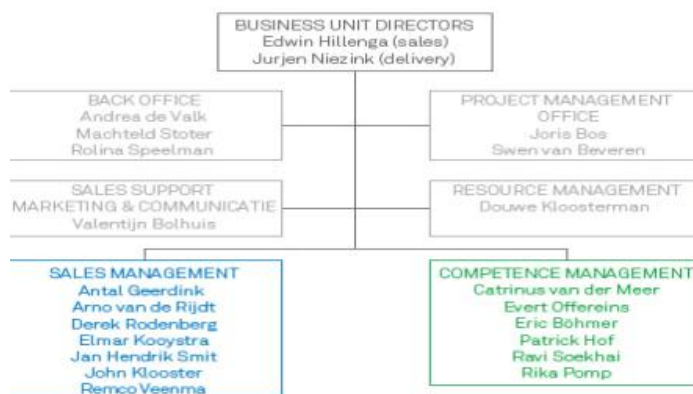 BUSINESS UNIT DIRECTORS
Edwin Hillenga (sales)
Jurjen Niezink (delivery)
BACK OFFICE
Andrea de Valk
Machteld Stoter
Rolina Speelman
PROJECT MANAGEMENT
OFFICE
Joris Bos
Swen van Beveren
SALES SUPPORT
MARKETING & COMMUNICATIE
Valentijn Bolhuis
RESOURCE MANAGEMENT
Douwe Kloosterman
SALES MANAGEMENT
Antal Geerdink
Arno van de Rijdt
Derek Rodenberg
Elmar Kooystra
Jan Hendrik Smit
John Klooster
Remco Veenma
COMPETENCE MANAGEMENT
Catrinus van der Meer
Evert Offereins
Eric Böhmer
Patrick Hof
Ravi Soekhai
Rika Pomp